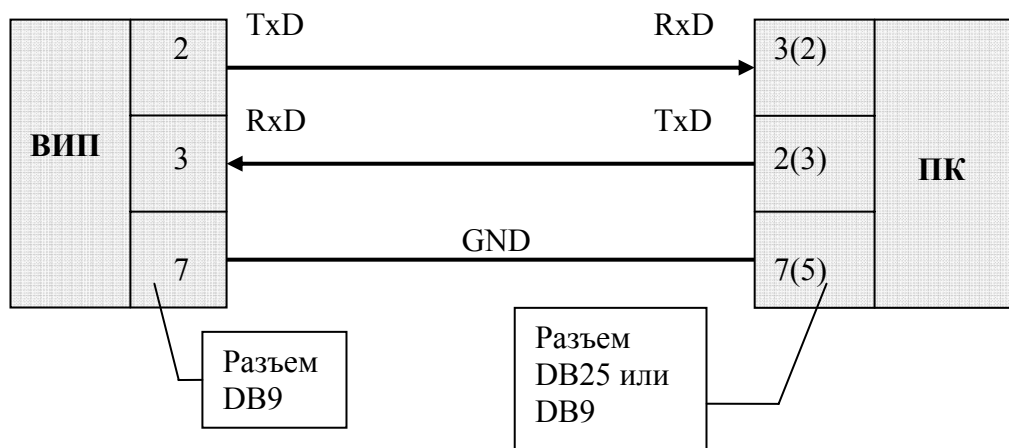 TxD RxD
2 3(2)
RxD TxD
ВИП 3 2(3) ПК
GND
7 7(5)
Разъем
DB9
Разъем
DB25 или
DB9